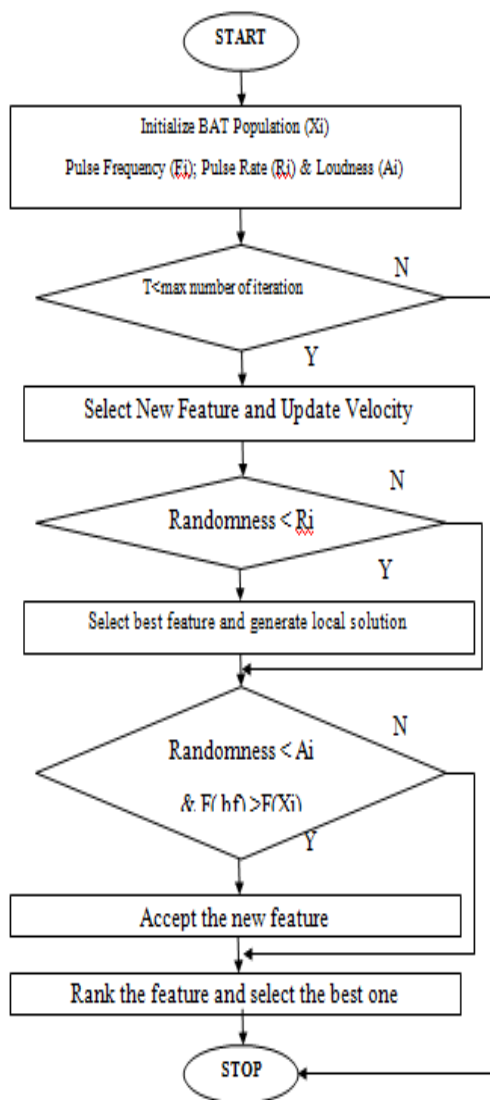 START
Initialize BAT Population (Xi)
Pulse Frequency (Fi); Pulse Rate (Ri) & Loudness (Ai)
T<max number of iteration
N
Y
Select New Feature and Update Velocity
N
Randomness < Ri
Y
Select best feature and generate local solution
N
Randomness < Ai
& F( bf) >F(Xi)
Y
Accept the new feature
Rank the feature and select the best one
STOP